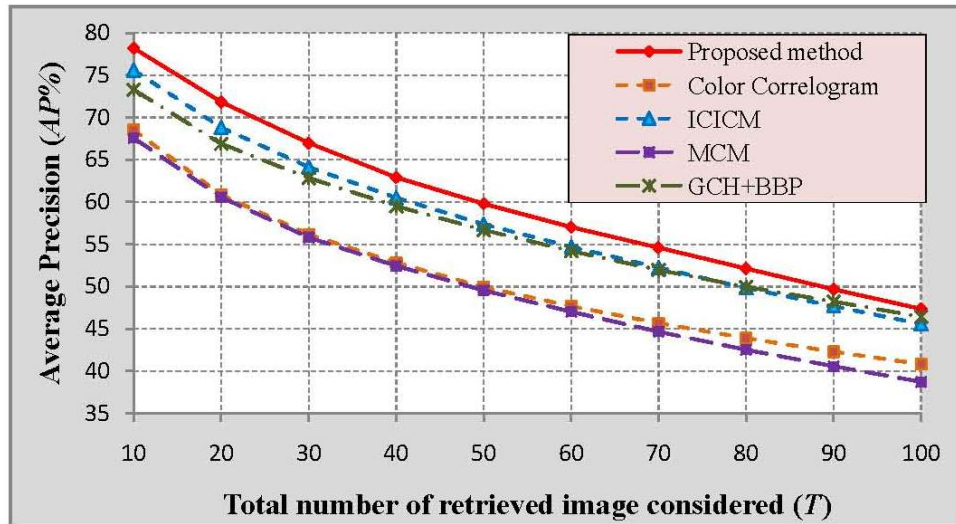 80
75
70
65
60
55
50
45
40
35
Average Precision (AP%)
Proposed method
Color Correlogram
ICICM
MCM
GCH+BBP
10 20 30 40 50 60 70 80 90 100
Total number of retrieved image considered (T)